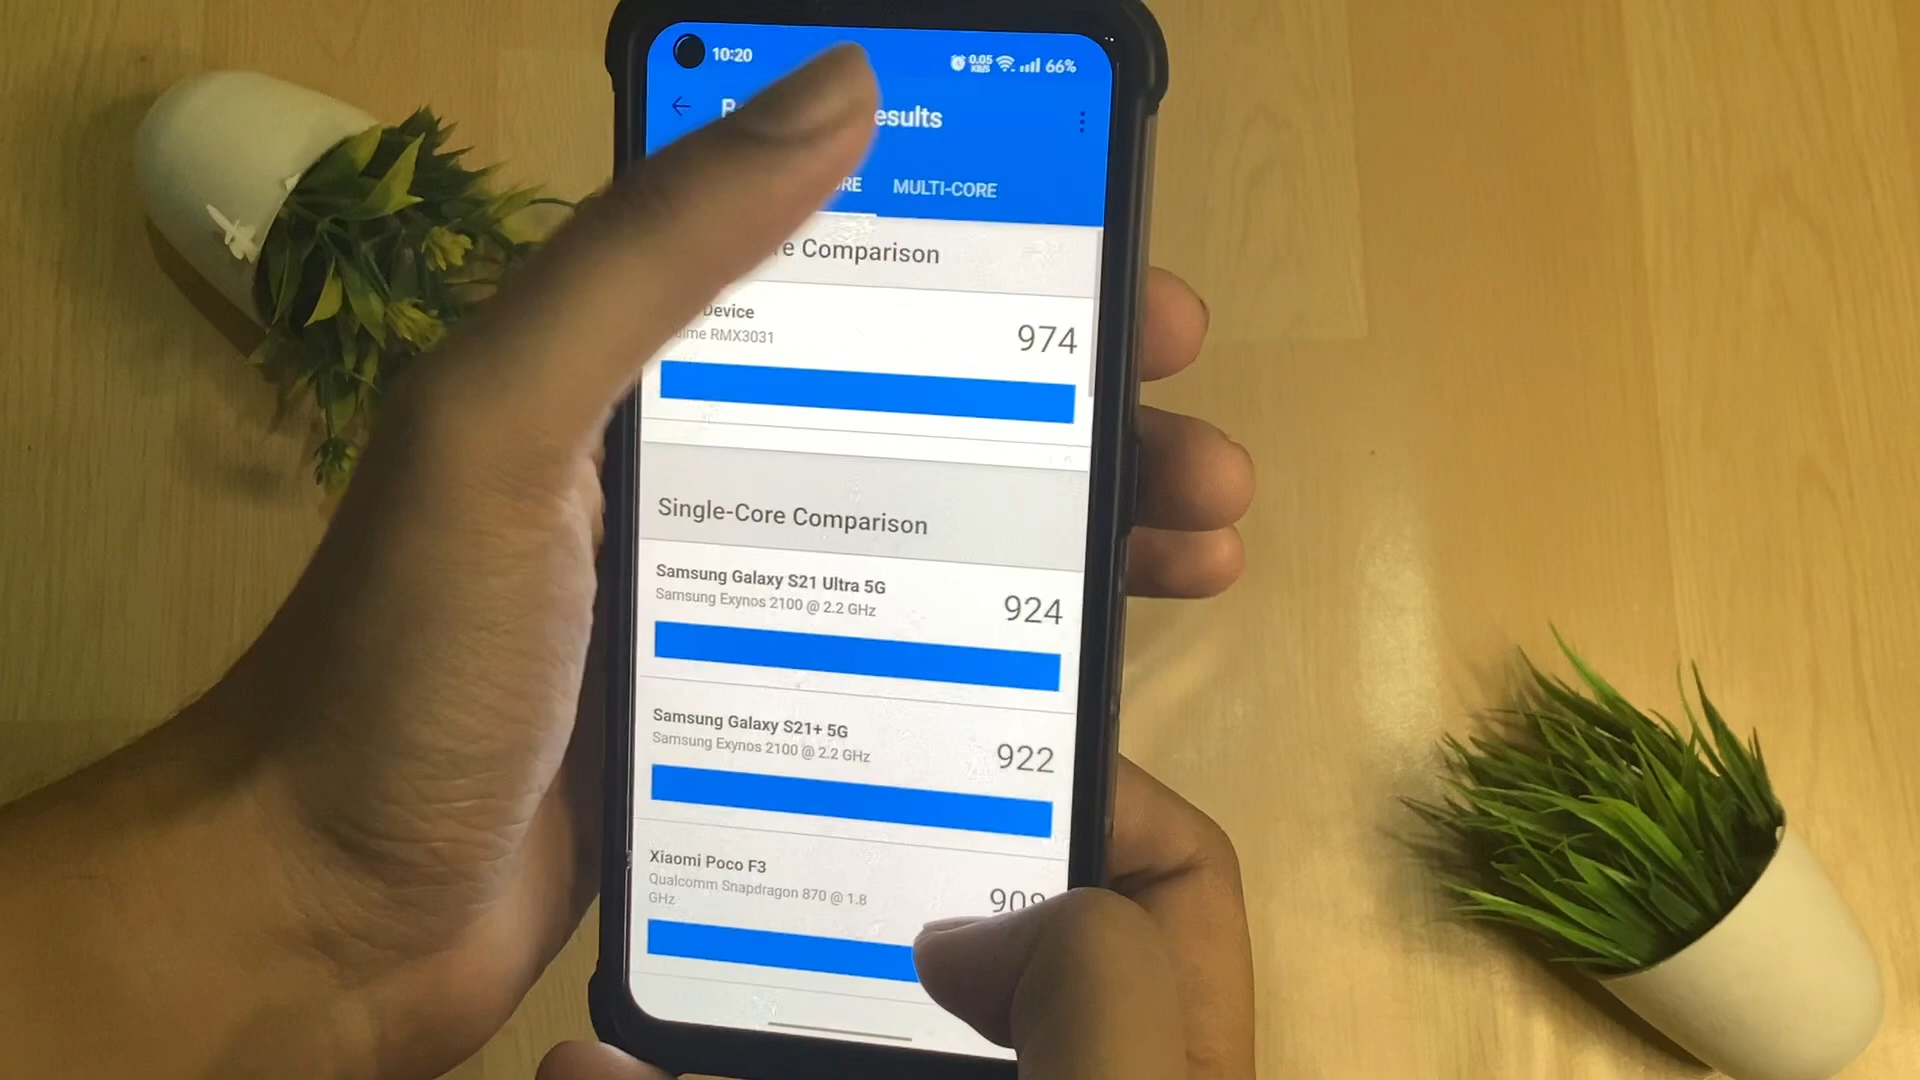 10:20 0.05 KB/S 66%
esults
MULTI-CORE
Comparison
Device
RMX3031
974
Single-Core Comparison
Samsung Galaxy S21 Ultra 5G
Samsung Exynos 2100 @ 2.2 GHz
924
Samsung Galaxy S21+ 5G
Samsung Exynos 2100 @ 2.2 GHz
922
Xiaomi Poco F3
Qualcomm Snapdragon 870 @ 1.8
GHz